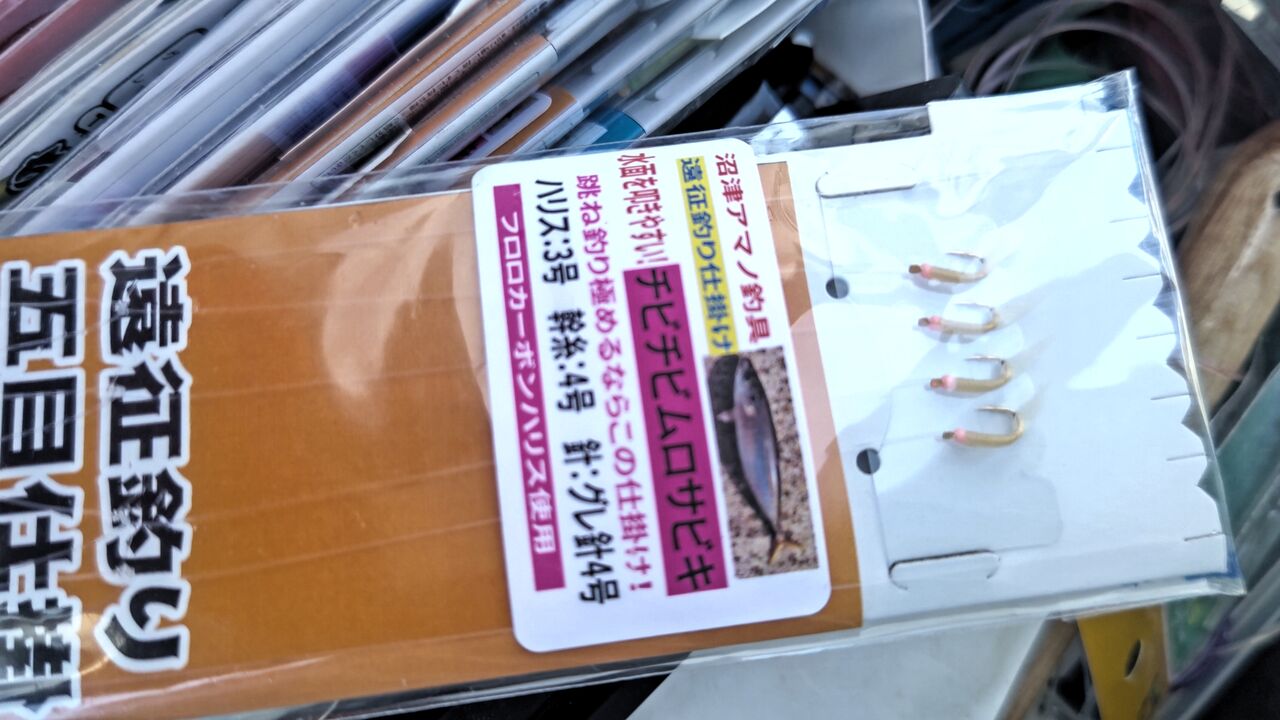 沼津アマノ釣具
遠征釣り仕掛け
チビチビムロサビキ
水面を叩きやすい!
跳ね釣り極めるならこの仕掛け!
ハリス:3号 幹糸:4号 針:グレ針4号
フロロカーボンハリス使用
遠征釣り
五目仕掛